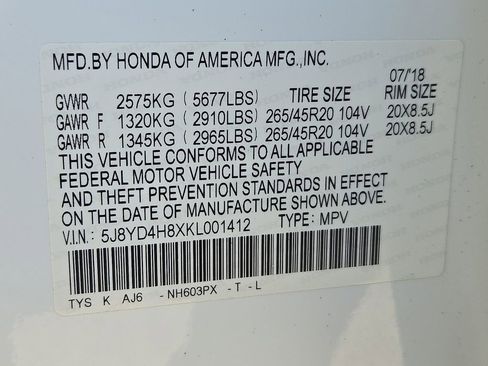 MFD.BY HONDA OF AMERICA MFG.,INC.
07/'18
GVWR 2575KG (5677LBS) TIRE SIZE RIM SIZE
GAWR F 1320KG (2910LBS) 265/45R20 104V 20X8.5J
GAWR R 1345KG (2965LBS) 265/45R20 104V 20X8.5J
THIS VEHICLE CONFORMS TO ALL APPLICABLE
FEDERAL MOTOR VEHICLE SAFETY
AND THEFT PREVENTION STANDARDS IN EFFECT
ON THE DATE OF MANUFACTURE SHOWN ABOVE.
V.I.N.: 5J8YD4H8XKL001412 TYPE: MPV
TYS K AJ6 -NH603PX -T -L